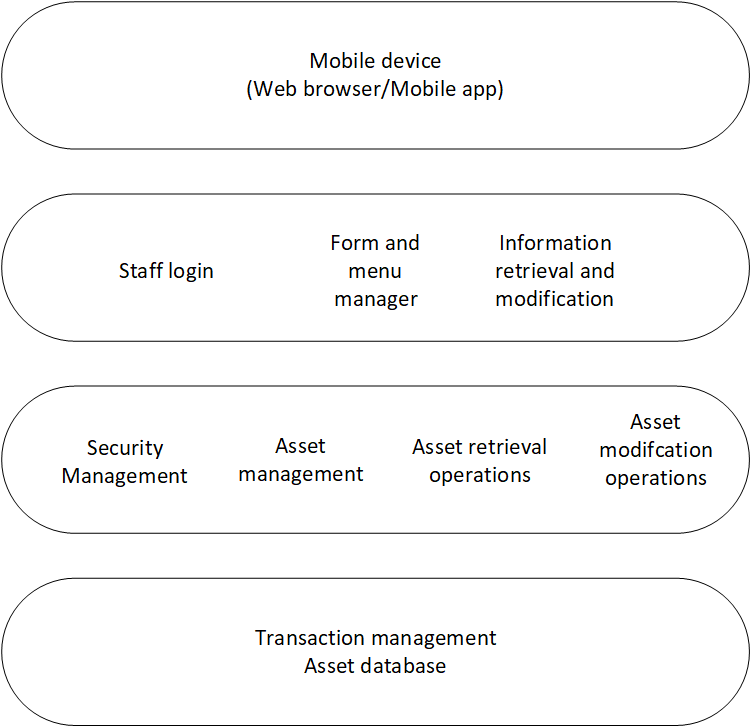 Mobile device
(Web browser/Mobile app)
Staff login
Form and
menu
manager
Information
retrieval and
modification
Security
Management
Asset
management
Asset retrieval
operations
Asset
modifcation
operations
Transaction management
Asset database